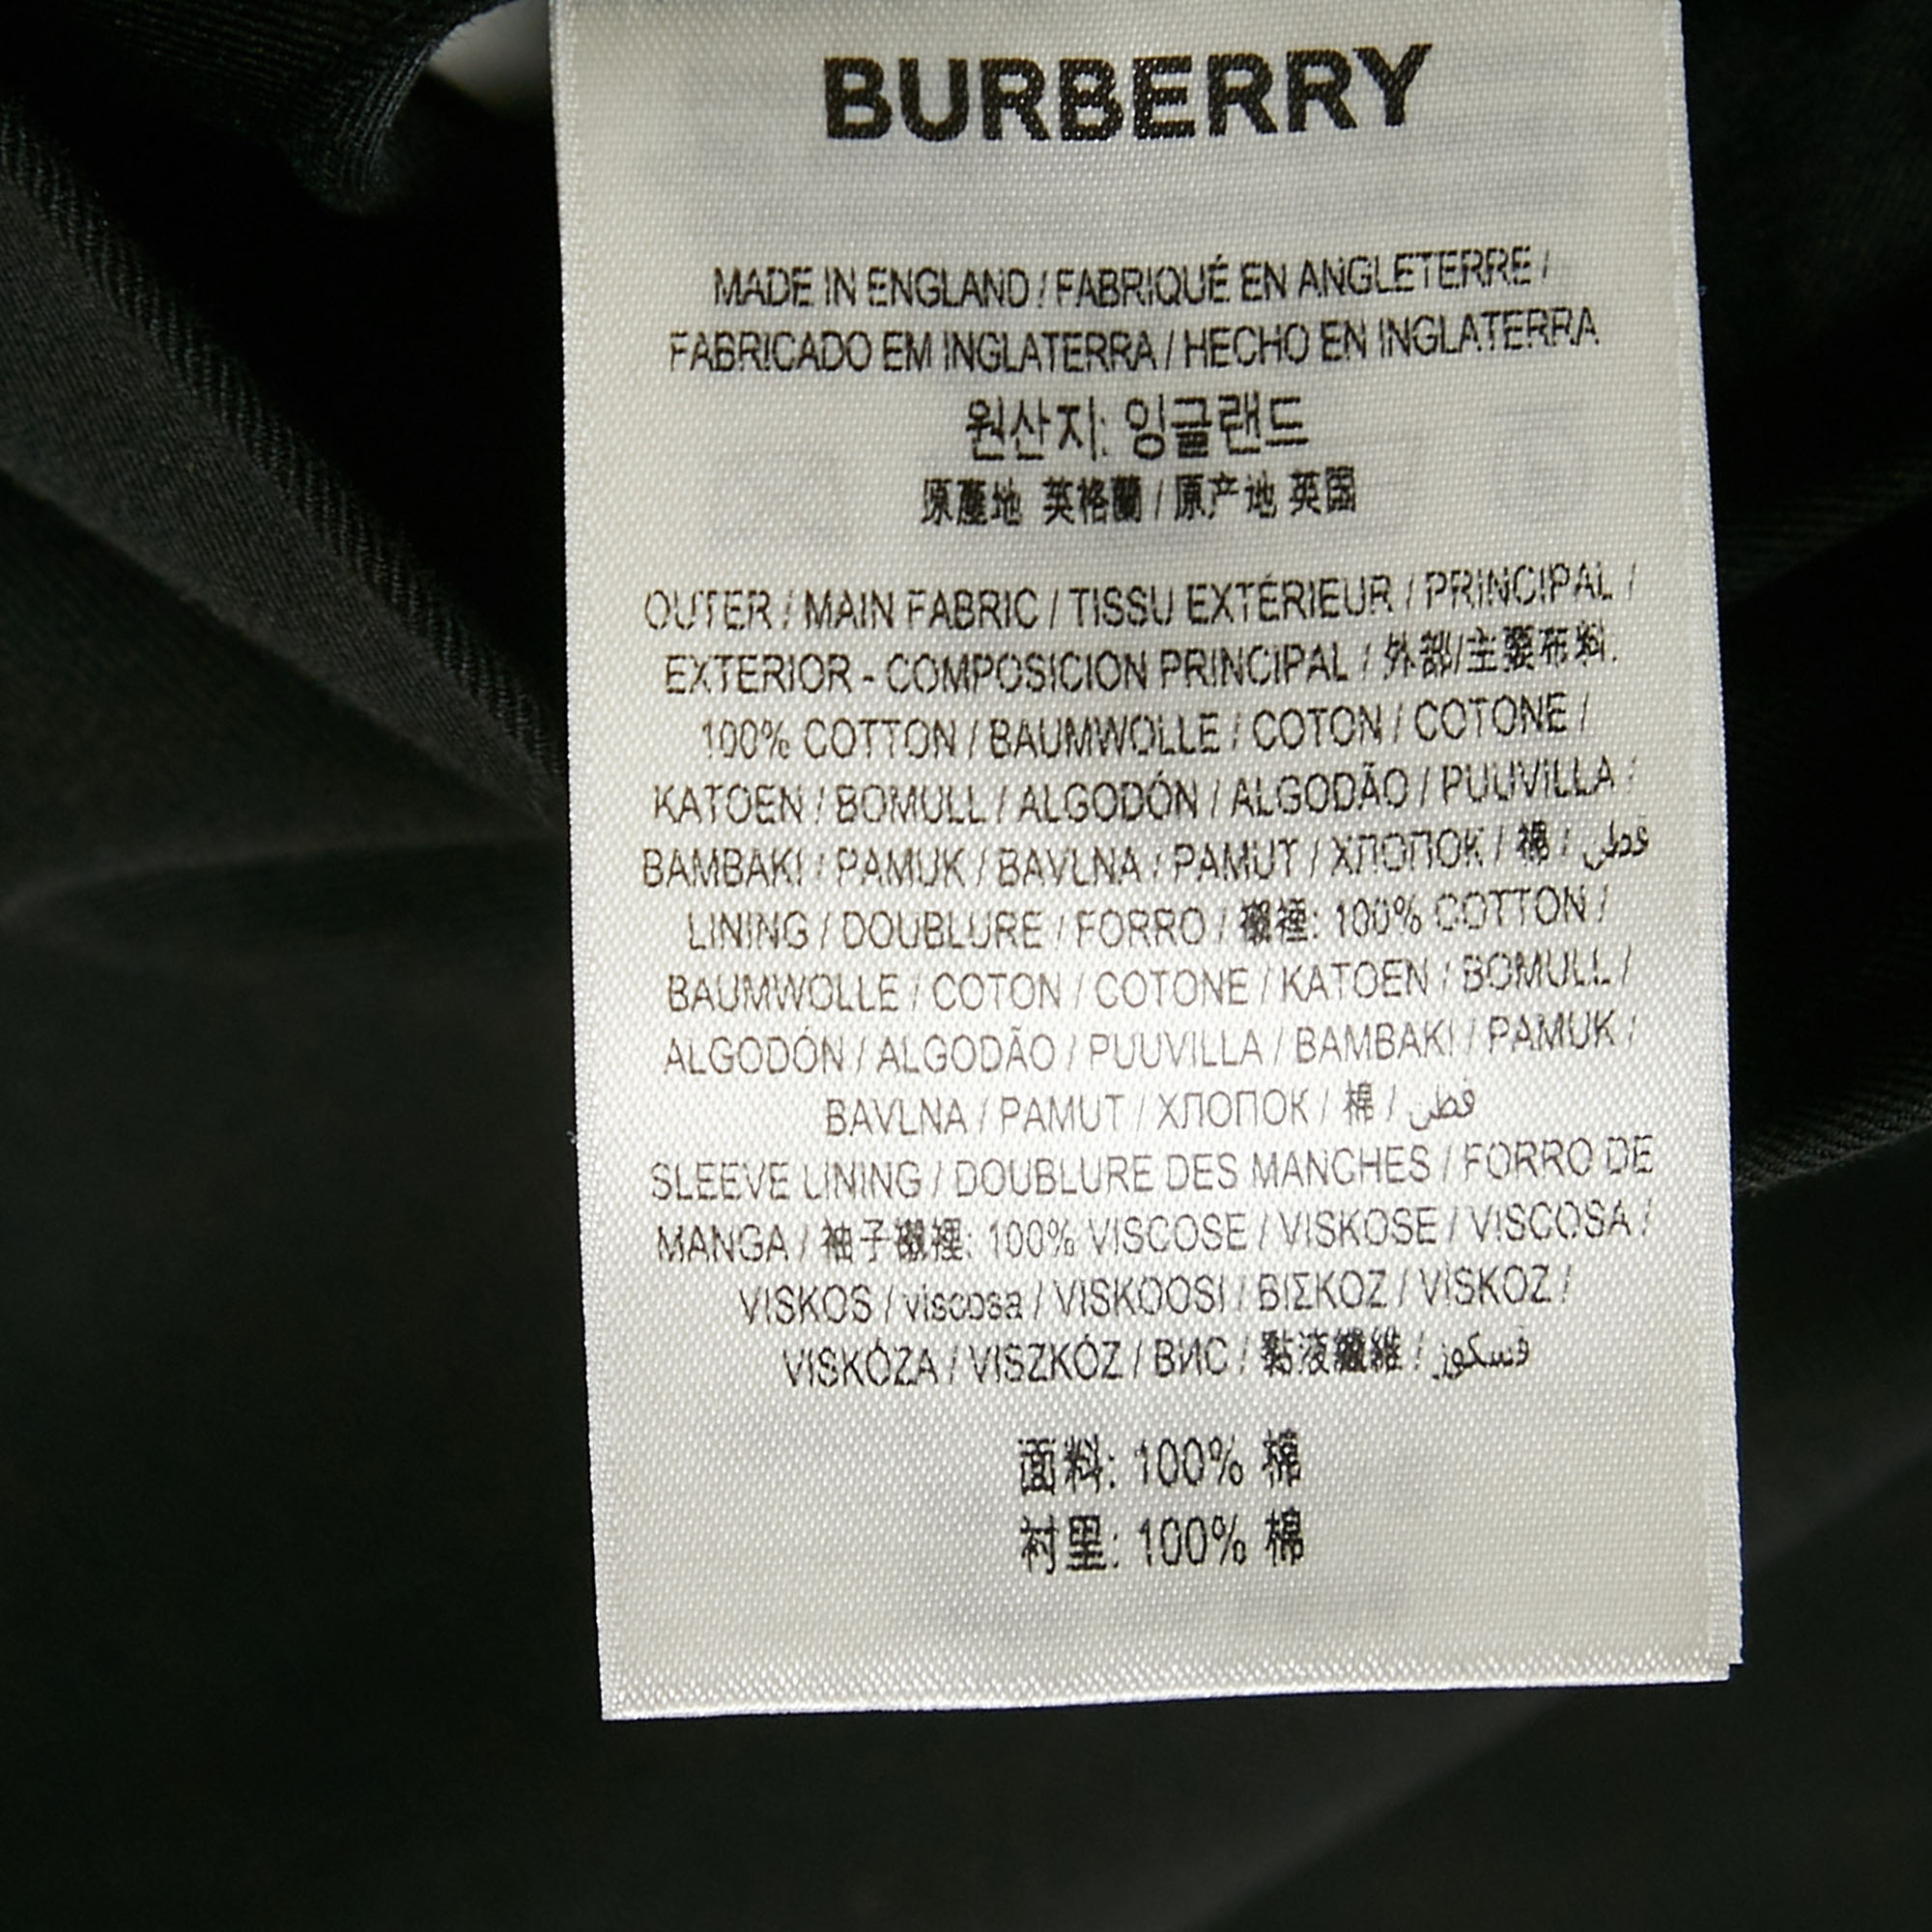 BURBERRY
MADE IN ENGLAND / FABRIQUÉ EN ANGLETERRE /
FABRICADO EM INGLATERRA / HECHO EN INGLATERRA
원산지: 잉글랜드
原產地 英格蘭 / 原产地 英国
OUTER / MAIN FABRIC / TISSU EXTÉRIEUR / PRINCIPAL /
EXTERIOR - COMPOSICION PRINCIPAL / 外部/主要布料:
100% COTTON / BAUMWOLLE / COTON / COTONE /
KATOEN / BOMULL / ALGODÓN / ALGODÃO / PUUVILLA /
BAMBAKI / PAMUK / BAVLNA / PAMUT / ХЛОПОК / 棉 / قطن
LINING / DOUBLURE / FORRO / 襯裡: 100% COTTON /
BAUMWOLLE / COTON / COTONE / KATOEN / BOMULL /
ALGODÓN / ALGODÃO / PUUVILLA / BAMBAKI / PAMUK /
BAVLNA / PAMUT / ХЛОПОК / 棉 / قطن
SLEEVE LINING / DOUBLURE DES MANCHES / FORRO DE
MANGA / 袖子襯裡: 100% VISCOSE / VISKOSE / VISCOSA /
VISKOS / viscosa / VISKOOSI / ΒΙΣΚΟΖ / VİSKOZ /
VISKÓZA / VISZKÓZ / ВИС / 黏液纖維 / فسكوز
面料: 100% 棉
衬里: 100% 棉